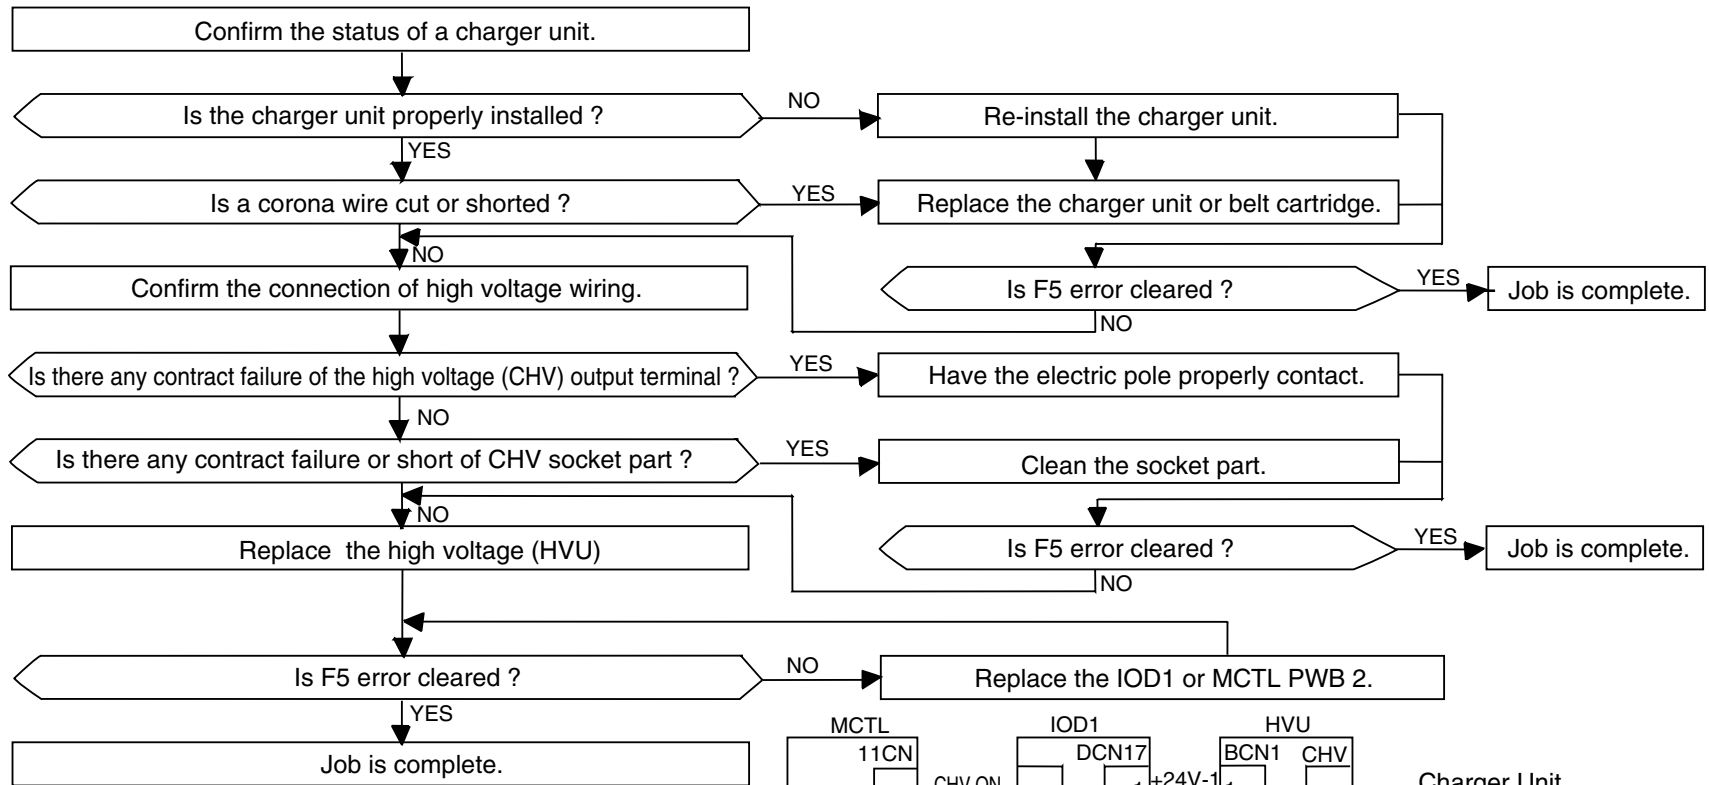 Confirm the status of a charger unit.
Is the charger unit properly installed ?
NO
Re-install the charger unit.
YES
Is a corona wire cut or shorted ?
YES
Replace the charger unit or belt cartridge.
NO
Confirm the connection of high voltage wiring.
Is F5 error cleared ?
YES
Job is complete.
NO
Is there any contract failure of the high voltage (CHV) output terminal ?
YES
Have the electric pole properly contact.
NO
Is there any contract failure or short of CHV socket part ?
YES
Clean the socket part.
NO
Replace the high voltage (HVU)
Is F5 error cleared ?
YES
Job is complete.
NO
Is F5 error cleared ?
NO
Replace the IOD1 or MCTL PWB 2.
YES
Job is complete.
MCTL
IOD1
HVU
11CN
DCN17
BCN1
CHV
CHV ON
+24V-1
Charger Unit